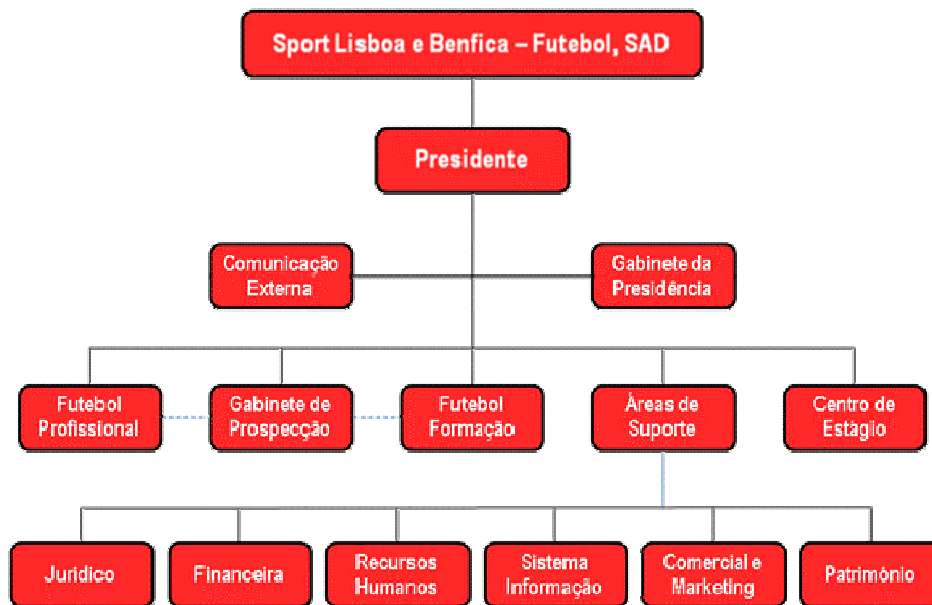 Sport Lisboa e Benfica – Futebol, SAD
Presidente
Comunicação
Externa
Gabinete da
Presidência
Futebol
Profissional
Gabinete de
Prospecção
Futebol
Formação
Áreas de
Suporte
Centro de
Estágio
Jurídico
Financeira
Recursos
Humanos
Sistema
Informação
Comercial e
Marketing
Património